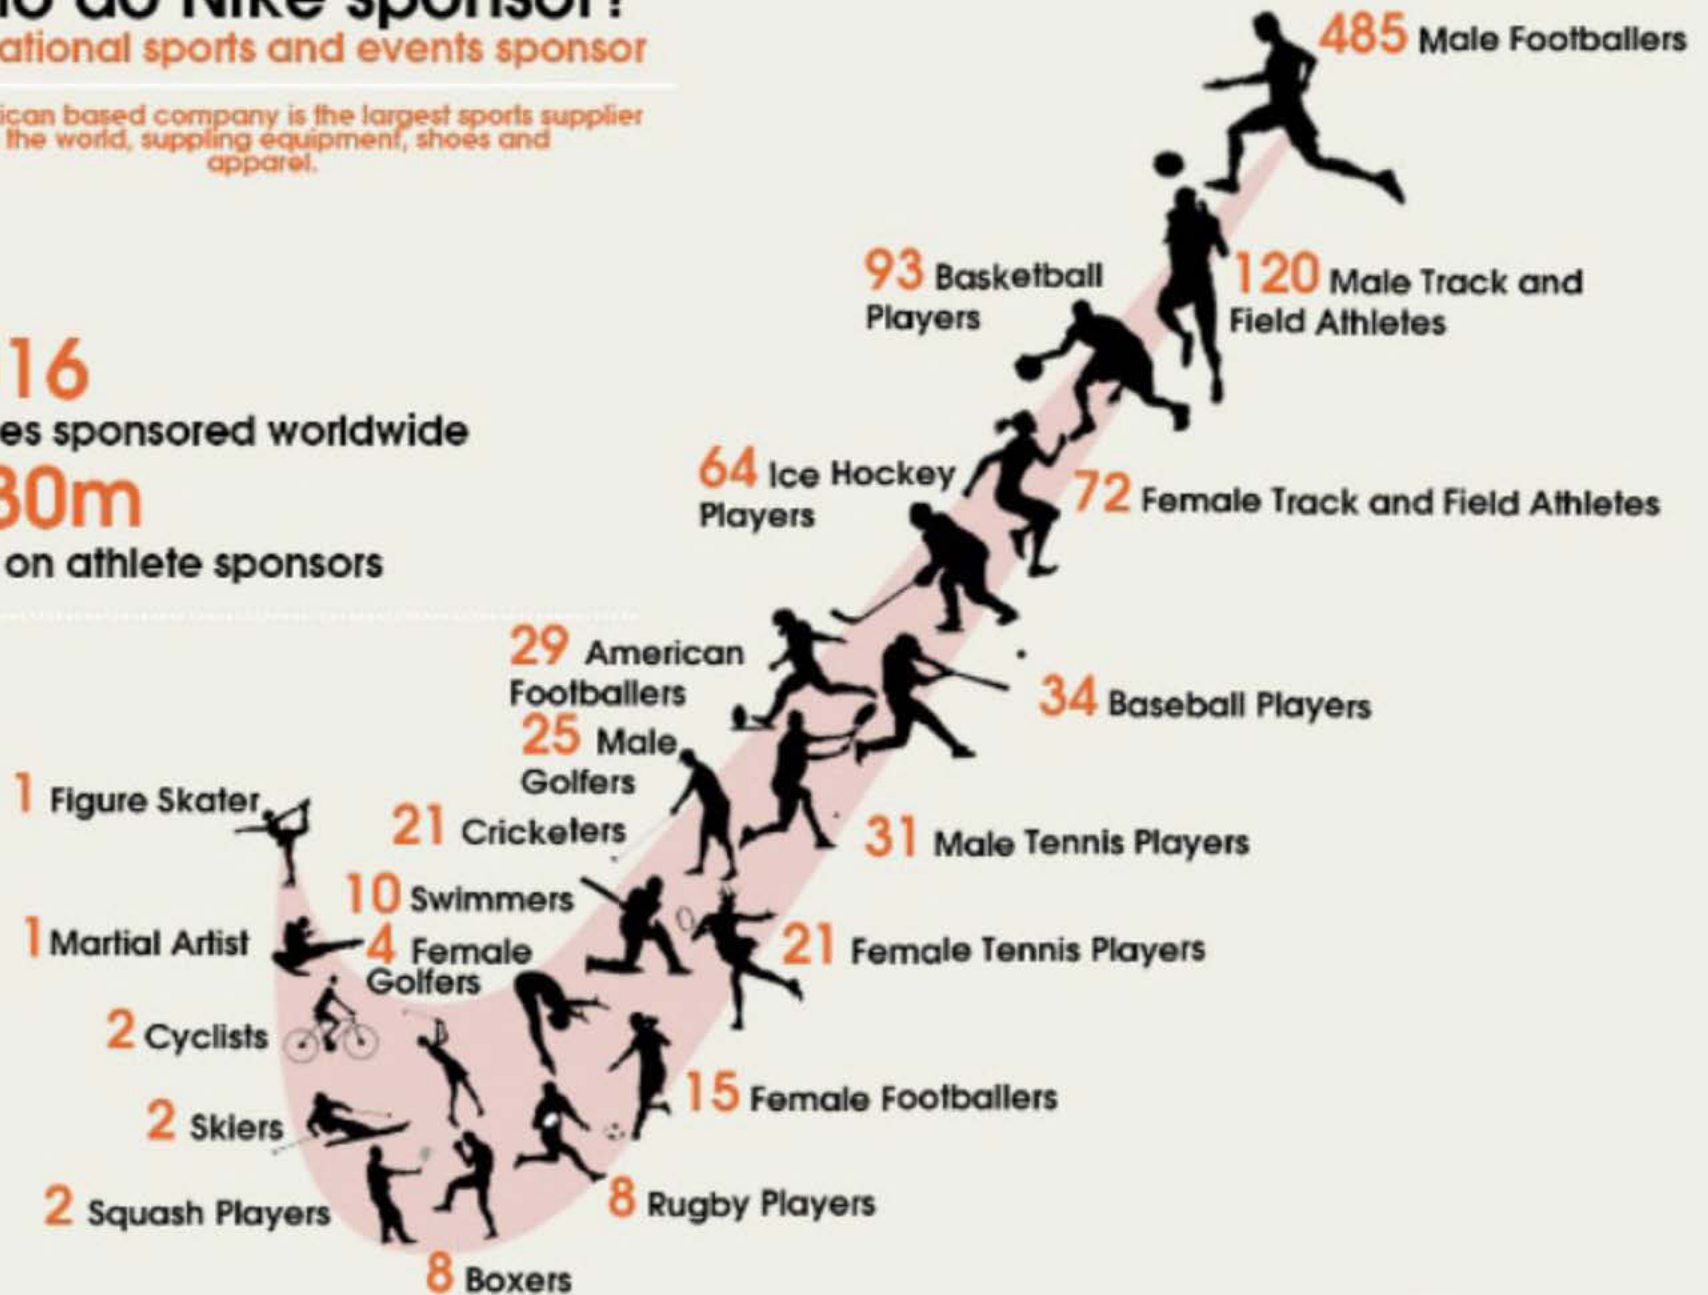 do Nike sponsor?
ational sports and events sponsor
ican based company is the largest sports supplier
the world, suppling equipment, shoes and
apparel.
16
es sponsored worldwide
30m
on athlete sponsors
485 Male Footballers
120 Male Track and
Field Athletes
93 Basketball
Players
72 Female Track and Field Athletes
64 Ice Hockey
Players
34 Baseball Players
31 Male Tennis Players
29 American
Footballers
25 Male
Golfers
21 Cricketers
21 Female Tennis Players
15 Female Footballers
10 Swimmers
8 Rugby Players
8 Boxers
4 Female
Golfers
2 Squash Players
2 Skiers
2 Cyclists
1 Martial Artist
1 Figure Skater